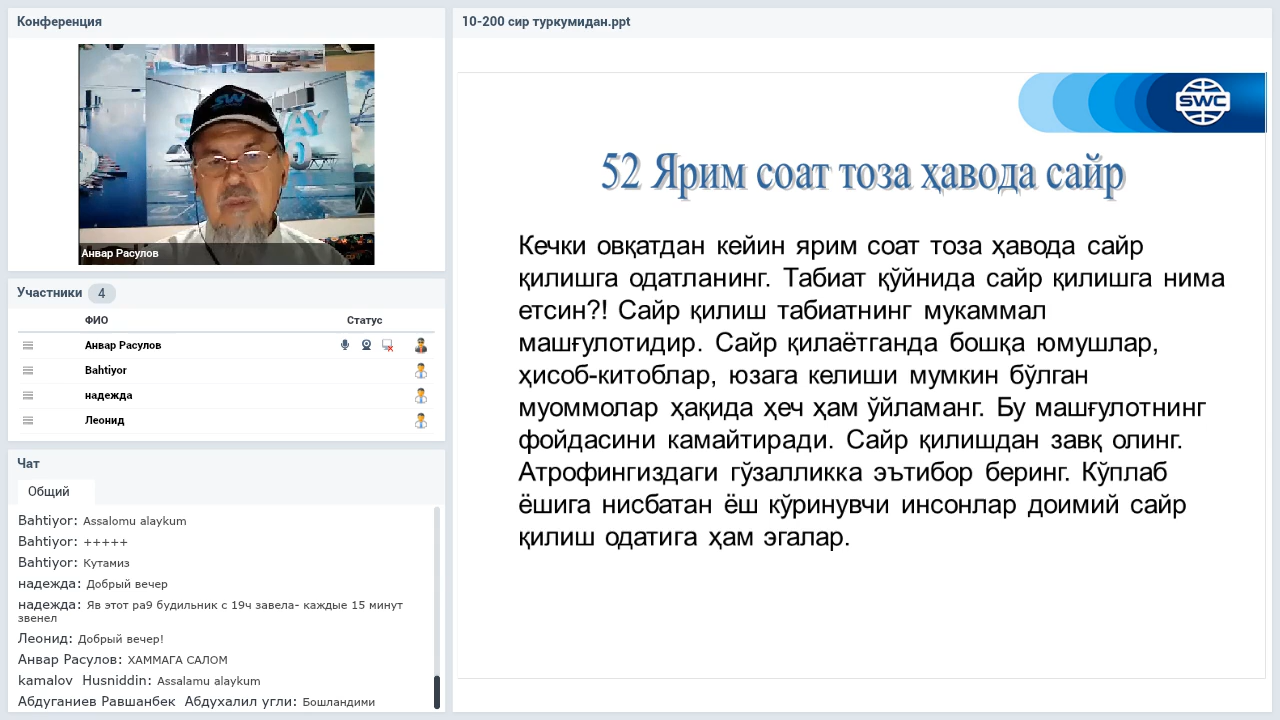 Конференция
SW
Анвар Расулов
Участники 4
ФИО Статус
Анвар Расулов
Bahtiyor
надежда
Леонид
Чат
Общий
Bahtiyor: Assalomu alaykum
Bahtiyor: +++++
Bahtiyor: Кутамиз
надежда: Добрый вечер
надежда: Яв этот ра9 будильник с 19ч завела- каждые 15 минут
звенел
Леонид: Добрый вечер!
Анвар Расулов: ХАММАГА САЛОМ
kamalov Husniddin: Assalamu alaykum
Абдуганиев Равшанбек Абдухалил угли: Бошландими
10-200 сир туркумидан.ppt
SWC
52 Ярим соат тоза ҳавода сайр
Кечки овқатдан кейин ярим соат тоза ҳавода сайр
қилишга одатланинг. Табиат қўйнида сайр қилишга нима
етсин?! Сайр қилиш табиатнинг мукаммал
машғулотидир. Сайр қилаётганда бошқа юмушлар,
ҳисоб-китоблар, юзага келиши мумкин бўлган
муоммолар ҳақида ҳеч ҳам ўйламанг. Бу машғулотнинг
фойдасини камайтиради. Сайр қилишдан завқ олинг.
Атрофингиздаги гўзалликка эътибор беринг. Кўплаб
ёшига нисбатан ёш кўринувчи инсонлар доимий сайр
қилиш одатига ҳам эгалар.